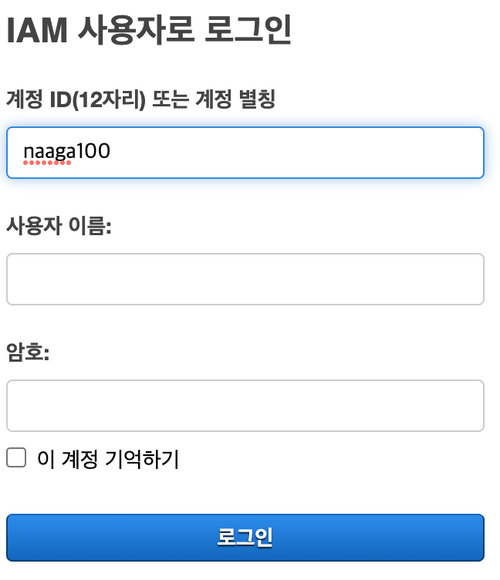 IAM 사용자로 로그인
계정 ID(12자리) 또는 계정 별칭
naaga100
사용자 이름:
암호:
이 계정 기억하기
로그인